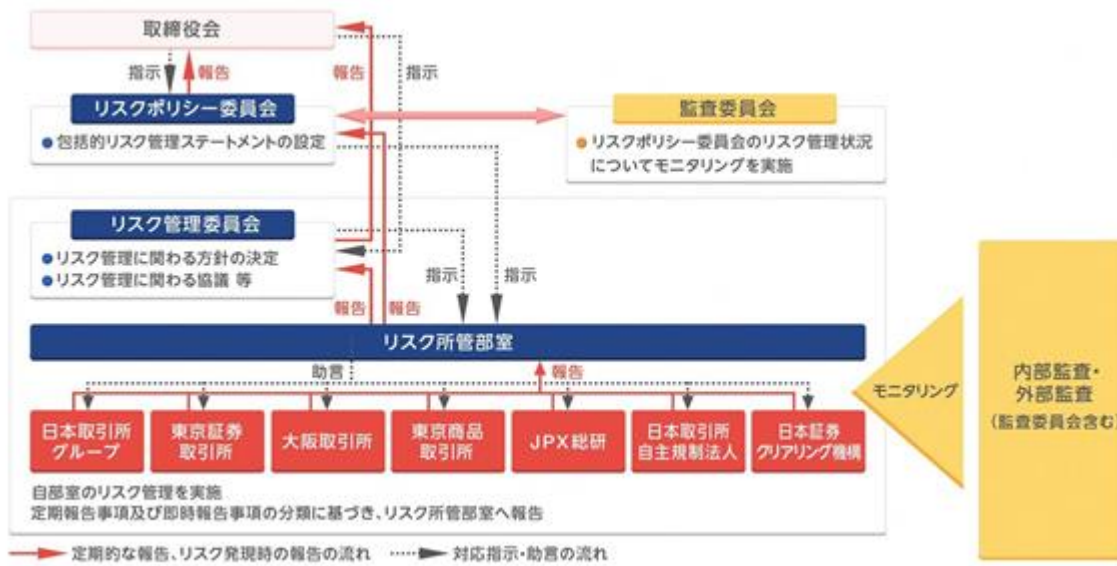 取締役会
指示
報告
報告
指示
リスクポリシー委員会
●包括的リスク管理ステートメントの設定
監査委員会
●リスクポリシー委員会のリスク管理状況
についてモニタリングを実施
リスク管理委員会
●リスク管理に関わる方針の決定
●リスク管理に関わる協議 等
指示
指示
報告
報告
リスク所管部室
助言
報告
日本取引所
グループ
東京証券
取引所
大阪取引所
東京商品
取引所
JPX総研
日本取引所
自主規制法人
日本証券
クリアリング機構
自部室のリスク管理を実施
定期報告事項及び即時報告事項の分類に基づき、リスク所管部室へ報告
モニタリング
内部監査・
外部監査
(監査委員会含む)
定期的な報告、リスク発現時の報告の流れ
対応指示・助言の流れ